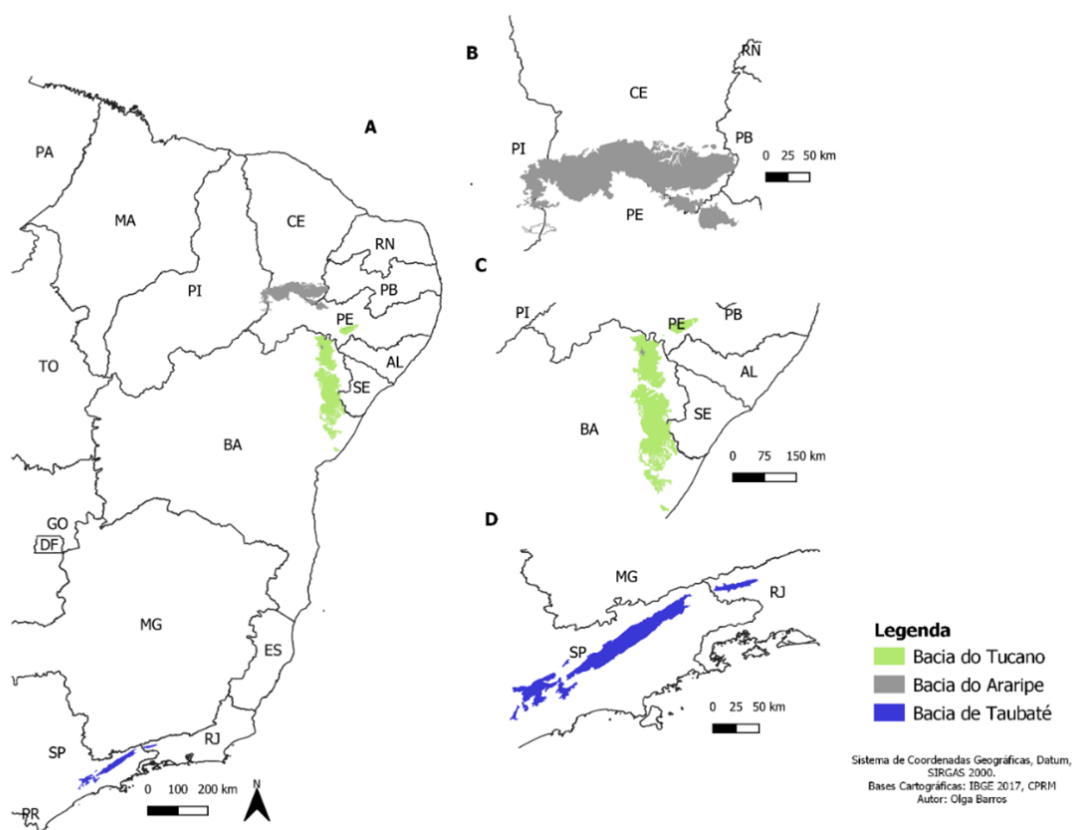 A
PA
MA
CE
RN
PI
PB
PE
TO
AL
SE
BA
GO
DF
MG
ES
SP
RJ
PR
0 100 200 km
N
B
RN
CE
PI
PB
0 25 50 km
PE
C
PI
PE
PB
AL
SE
BA
0 75 150 km
D
MG
RJ
SP
0 25 50 km
Legenda
Bacia do Tucano
Bacia do Araripe
Bacia de Taubaté
Sistema de Coordenadas Geográficas, Datum,
SIRGAS 2000.
Bases Cartográficas: IBGE 2017, CPRM
Autor: Olga Barros